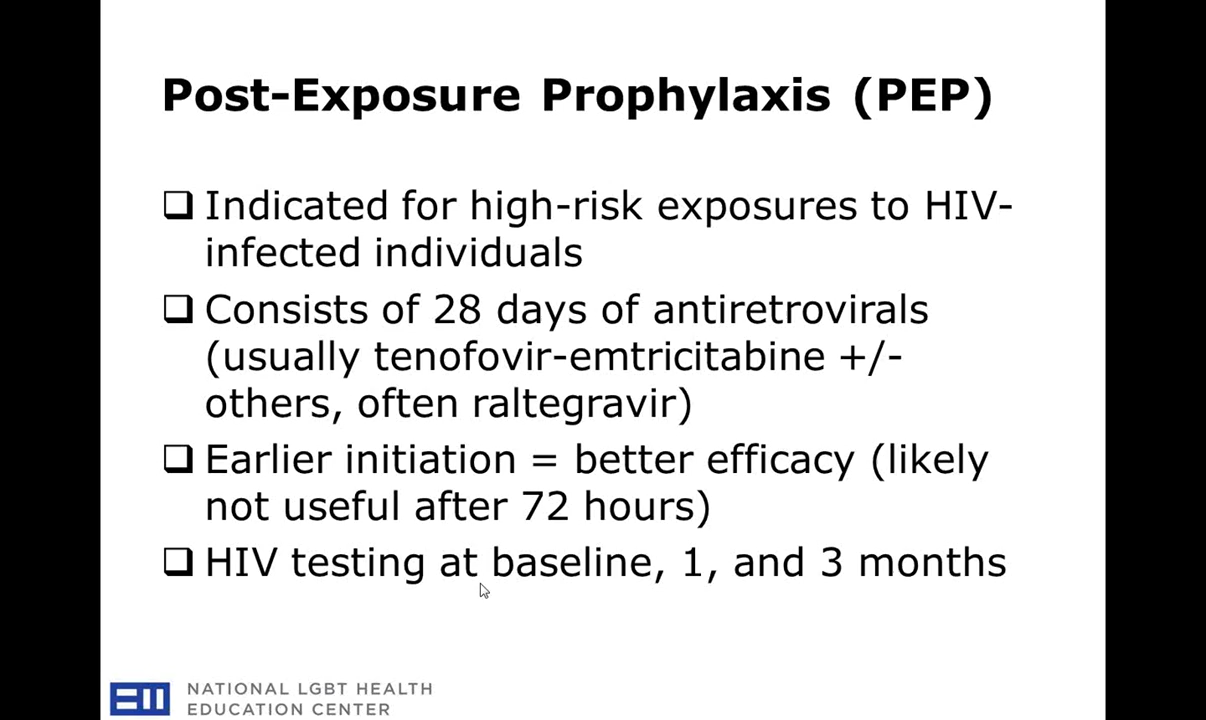 Post-Exposure Prophylaxis (PEP)
Indicated for high-risk exposures to HIV-
infected individuals
Consists of 28 days of antiretrovirals
(usually tenofovir-emtricitabine +/-
others, often raltegravir)
Earlier initiation = better efficacy (likely
not useful after 72 hours)
HIV testing at baseline, 1, and 3 months
NATIONAL LGBT HEALTH
EDUCATION CENTER